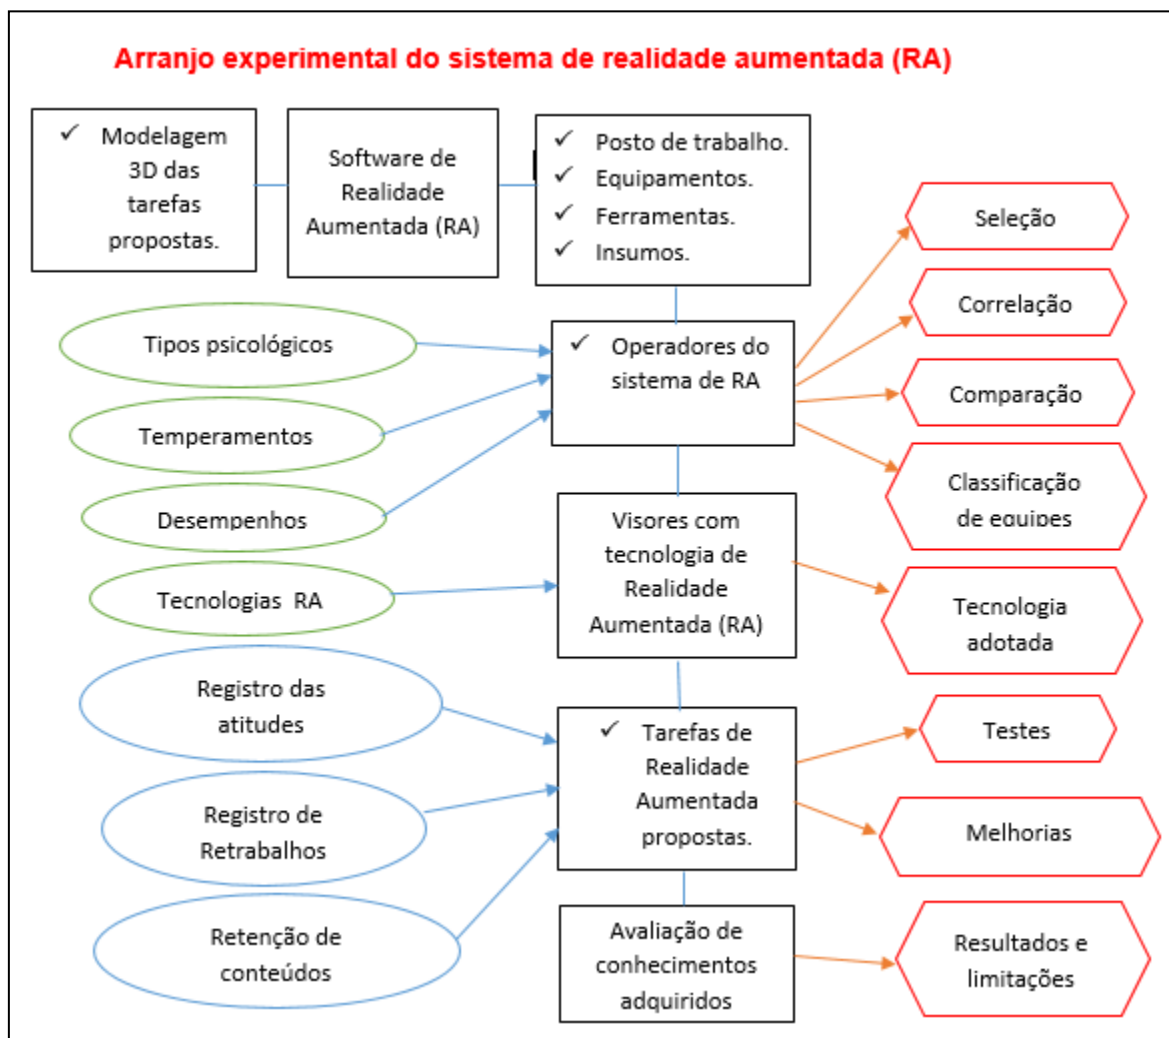 Arranjo experimental do sistema de realidade aumentada (RA)
✓ Modelagem
3D das
tarefas
propostas.
Software de
Realidade
Aumentada (RA)
✓ Posto de trabalho.
✓ Equipamentos.
✓ Ferramentas.
✓ Insumos.
Seleção
Correlação
Comparação
Classificação
de equipes
Tipos psicológicos
Temperamentos
Desempenhos
Tecnologias RA
✓ Operadores do
sistema de RA
Visores com
tecnologia de
Realidade
Aumentada (RA)
Tecnologia
adotada
Registro das
atitudes
Registro de
Retrabalhos
Retenção de
conteúdos
✓ Tarefas de
Realidade
Aumentada
propostas.
Testes
Melhorias
Avaliação de
conhecimentos
adquiridos
Resultados e
limitações